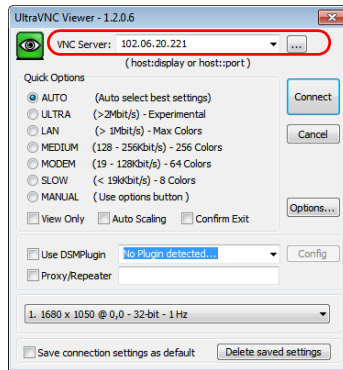 UltraVNC Viewer - 1.2.0.6
VNC Server: 102.06.20.221 ...
( host:display or host::port )
Quick Options
AUTO (Auto select best settings) Connect
ULTRA (>2Mbit/s) - Experimental
LAN (> 1Mbit/s) - Max Colors Cancel
MEDIUM (128 - 256Kbit/s) - 256 Colors
MODEM (19 - 128Kbit/s) - 64 Colors
SLOW (< 19kKbit/s) - 8 Colors
MANUAL ( Use options button )
Options...
View Only Auto Scaling Confirm Exit
Use DSMPlugin No Plugin detected... Config
Proxy/Repeater
1. 1680 x 1050 @ 0,0 - 32-bit - 1 Hz
Save connection settings as default Delete saved settings